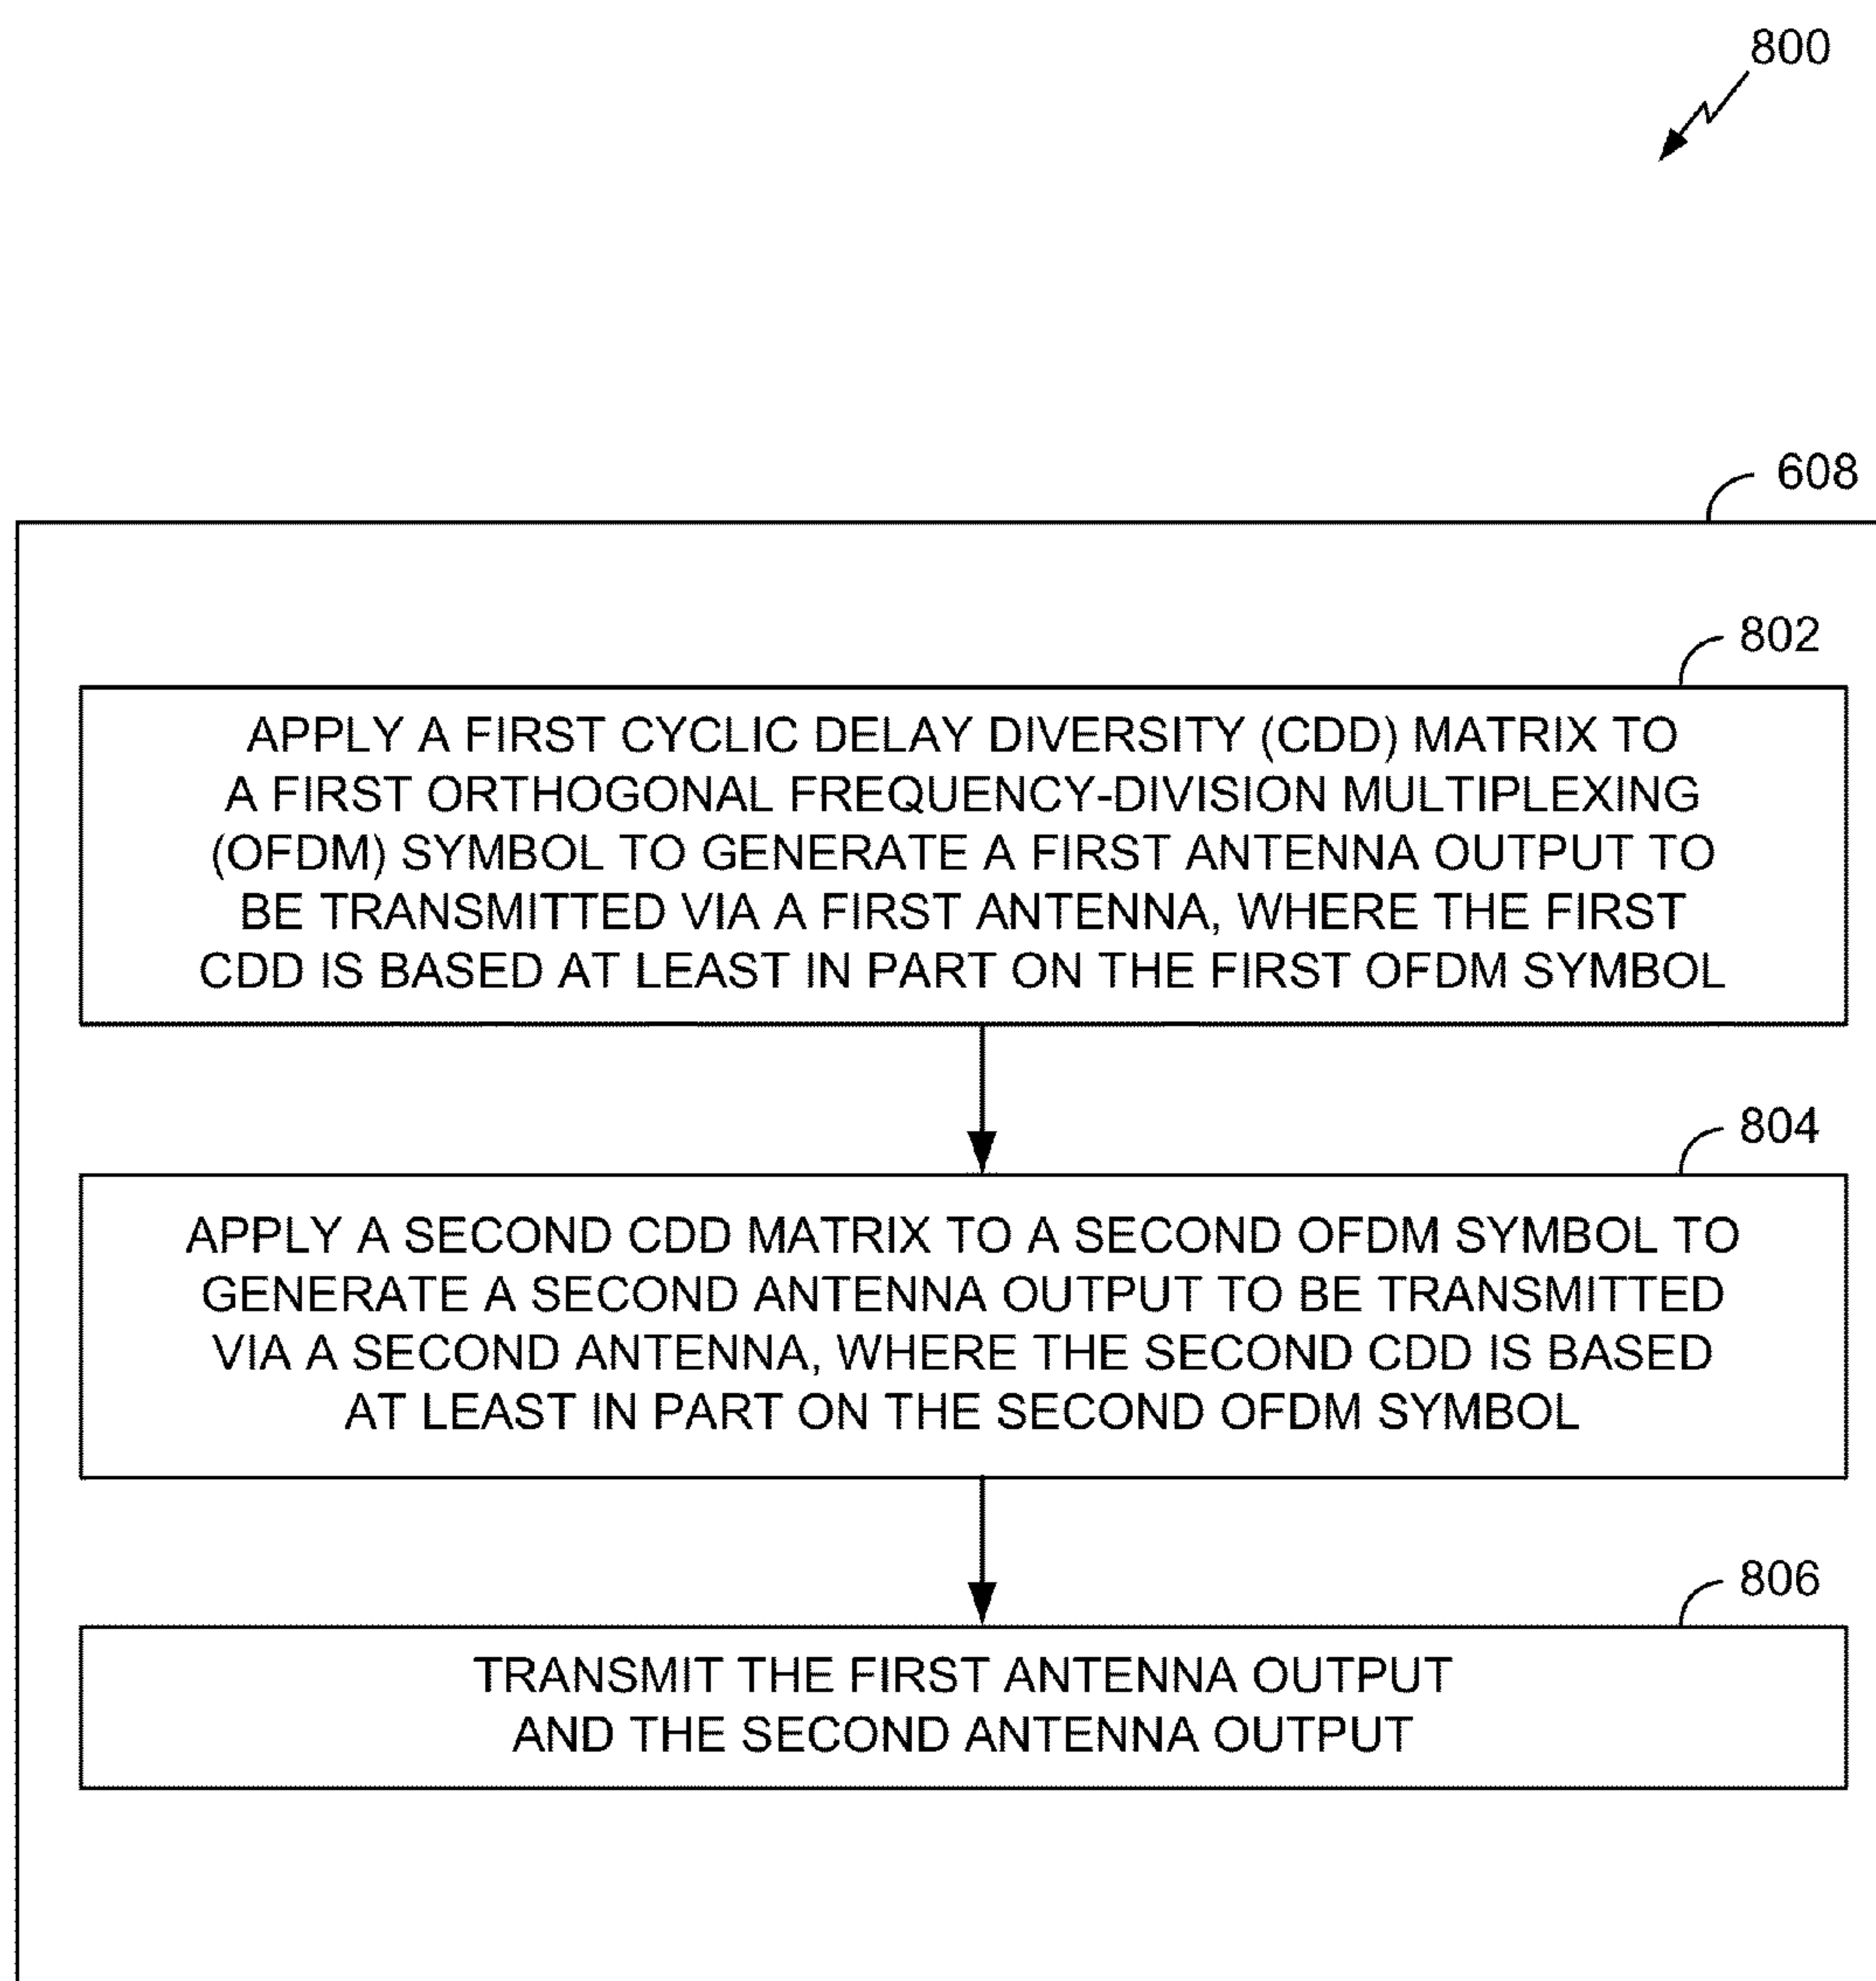 800
608
802
APPLY A FIRST CYCLIC DELAY DIVERSITY (CDD) MATRIX TO
A FIRST ORTHOGONAL FREQUENCY-DIVISION MULTIPLEXING
(OFDM) SYMBOL TO GENERATE A FIRST ANTENNA OUTPUT TO
BE TRANSMITTED VIA A FIRST ANTENNA, WHERE THE FIRST
CDD IS BASED AT LEAST IN PART ON THE FIRST OFDM SYMBOL
804
APPLY A SECOND CDD MATRIX TO A SECOND OFDM SYMBOL TO
GENERATE A SECOND ANTENNA OUTPUT TO BE TRANSMITTED
VIA A SECOND ANTENNA, WHERE THE SECOND CDD IS BASED
AT LEAST IN PART ON THE SECOND OFDM SYMBOL
806
TRANSMIT THE FIRST ANTENNA OUTPUT
AND THE SECOND ANTENNA OUTPUT